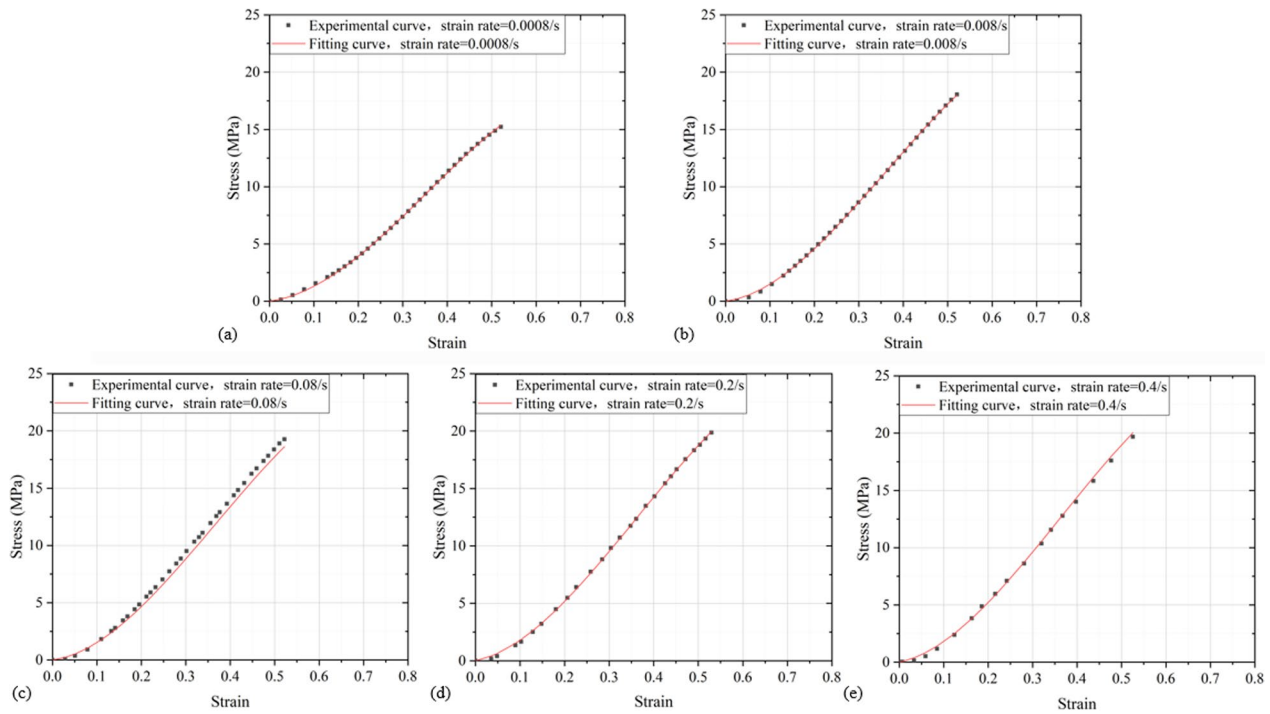 Experimental curve，strain rate=0.0008/s
Fitting curve，strain rate=0.0008/s
25
20
15
10
5
0
Stress (MPa)
0.0 0.1 0.2 0.3 0.4 0.5 0.6 0.7 0.8
Strain
(a)
Experimental curve，strain rate=0.008/s
Fitting curve，strain rate=0.008/s
25
20
15
10
5
0
Stress (MPa)
0.0 0.1 0.2 0.3 0.4 0.5 0.6 0.7 0.8
Strain
(b)
Experimental curve，strain rate=0.08/s
Fitting curve，strain rate=0.08/s
25
20
15
10
5
0
Stress (MPa)
0.0 0.1 0.2 0.3 0.4 0.5 0.6 0.7 0.8
Strain
(c)
Experimental curve，strain rate=0.2/s
Fitting curve，strain rate=0.2/s
25
20
15
10
5
0
Stress (MPa)
0.0 0.1 0.2 0.3 0.4 0.5 0.6 0.7 0.8
Strain
(d)
Experimental curve，strain rate=0.4/s
Fitting curve，strain rate=0.4/s
25
20
15
10
5
0
Stress (MPa)
0.0 0.1 0.2 0.3 0.4 0.5 0.6 0.7 0.8
Strain
(e)